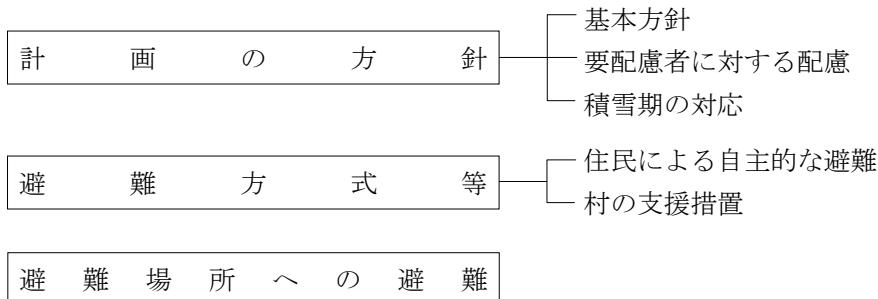 計画の方針
基本方針
要配慮者に対する配慮
積雪期の対応
避難方式等
住民による自主的な避難
村の支援措置
避難場所への避難